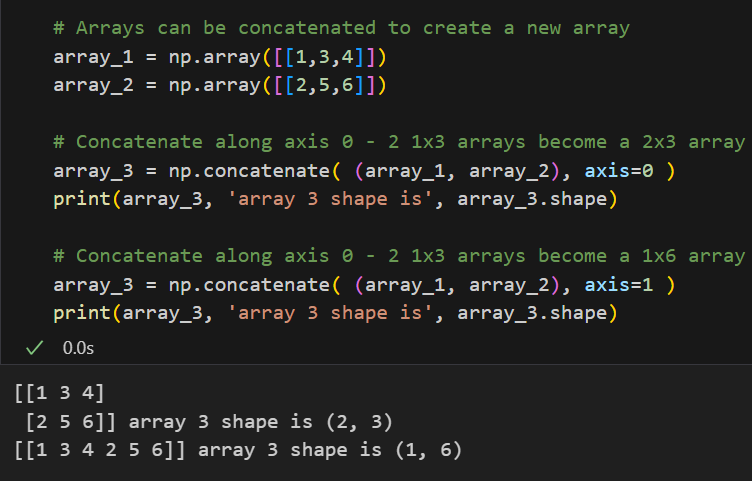 # Arrays can be concatenated to create a new array
array_1 = np.array([[1,3,4]])
array_2 = np.array([[2,5,6]])
# Concatenate along axis 0 - 2 1x3 arrays become a 2x3 array
array_3 = np.concatenate( (array_1, array_2), axis=0 )
print(array_3, 'array 3 shape is', array_3.shape)
# Concatenate along axis 0 - 2 1x3 arrays become a 1x6 array
array_3 = np.concatenate( (array_1, array_2), axis=1 )
print(array_3, 'array 3 shape is', array_3.shape)
0.0s
[[1 3 4]
 [2 5 6]] array 3 shape is (2, 3)
[[1 3 4 2 5 6]] array 3 shape is (1, 6)